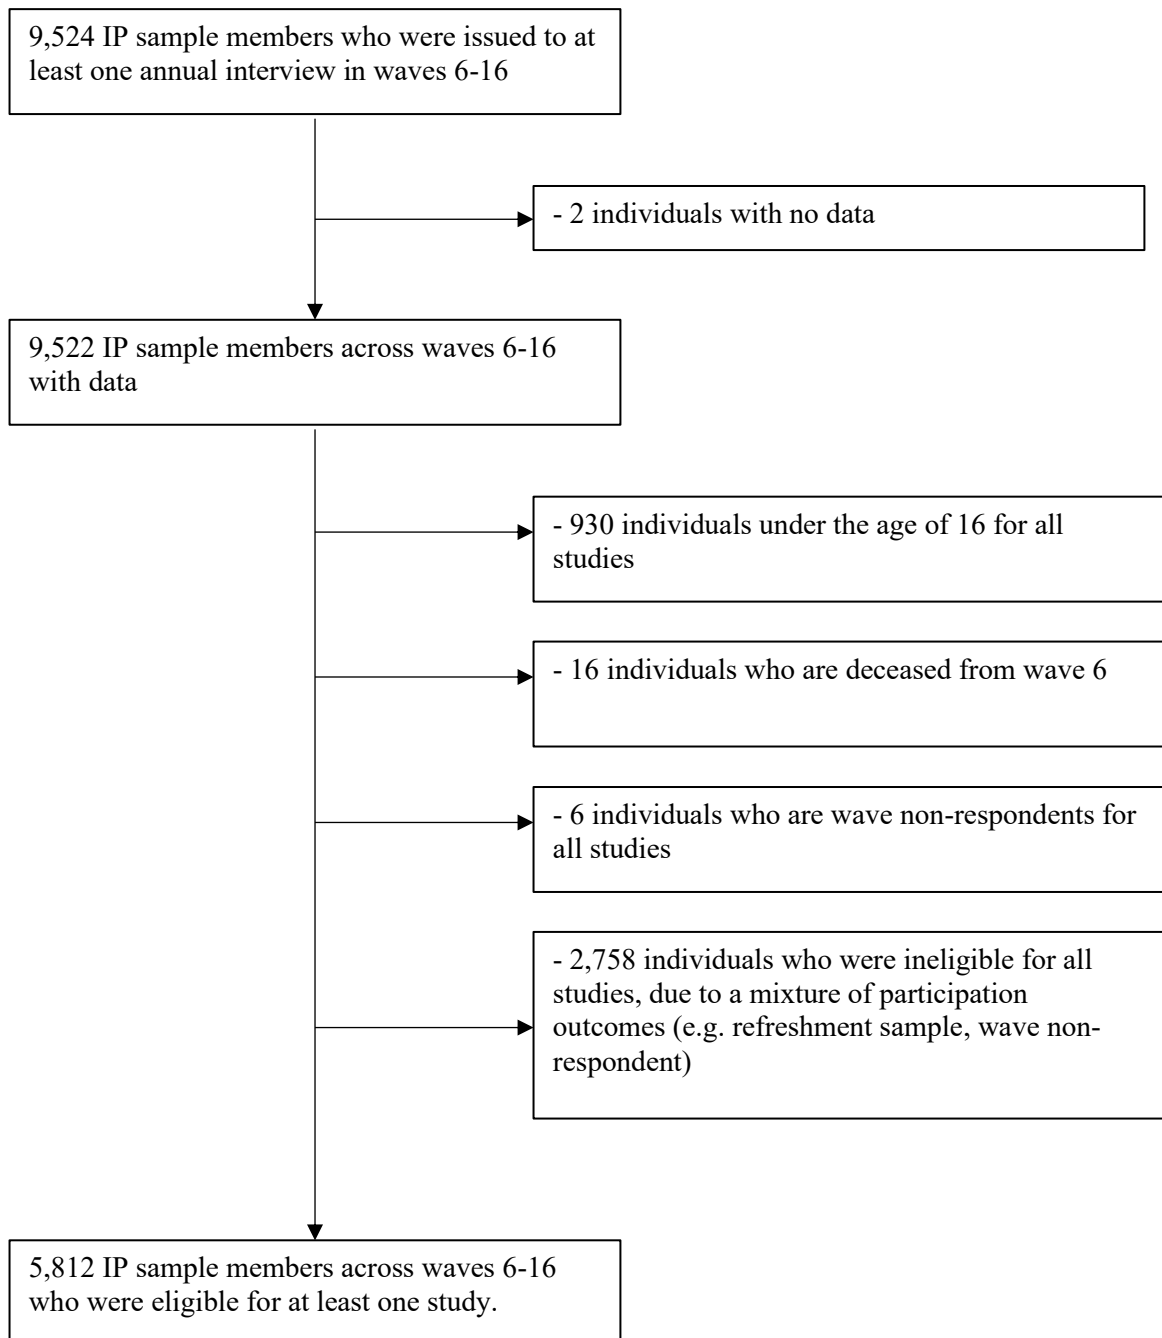 9,524 IP sample members who were issued to at
least one annual interview in waves 6-16
- 2 individuals with no data
9,522 IP sample members across waves 6-16
with data
- 930 individuals under the age of 16 for all
studies
- 16 individuals who are deceased from wave 6
- 6 individuals who are wave non-respondents for
all studies
- 2,758 individuals who were ineligible for all
studies, due to a mixture of participation
outcomes (e.g. refreshment sample, wave non-
respondent)
5,812 IP sample members across waves 6-16
who were eligible for at least one study.